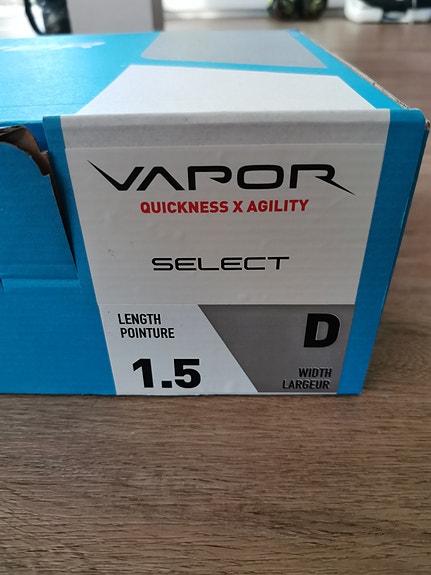 VAPOR
QUICKNESS X AGILITY
SELECT
LENGTH
POINTURE
1.5
D
WIDTH
LARGEUR